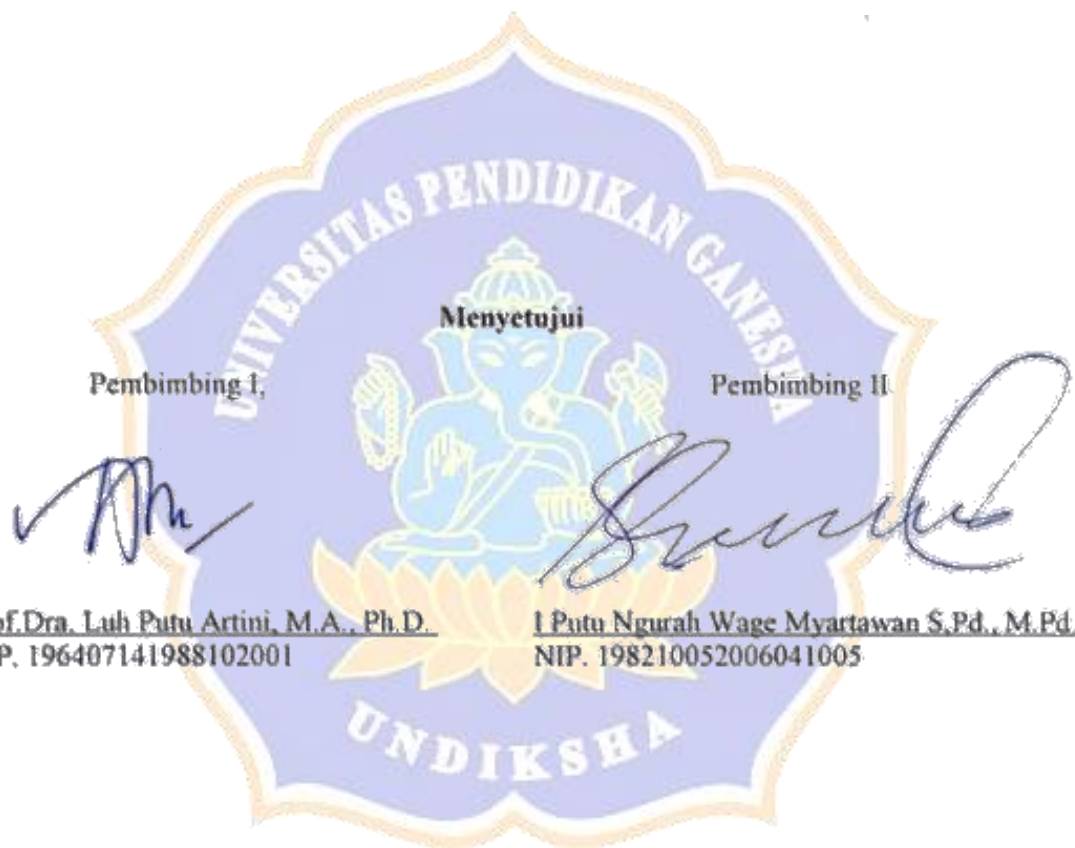 UNIVERSITAS PENDIDIKAN GANESHA
Menyetujui
Pembimbing I,
Pembimbing II
of.Dra. Luh Putu Artini, M.A., Ph.D.
P. 196407141988102001
I Putu Ngurah Wage Myartawan S.Pd., M.Pd.
NIP. 198210052006041005
UNDIKSHA